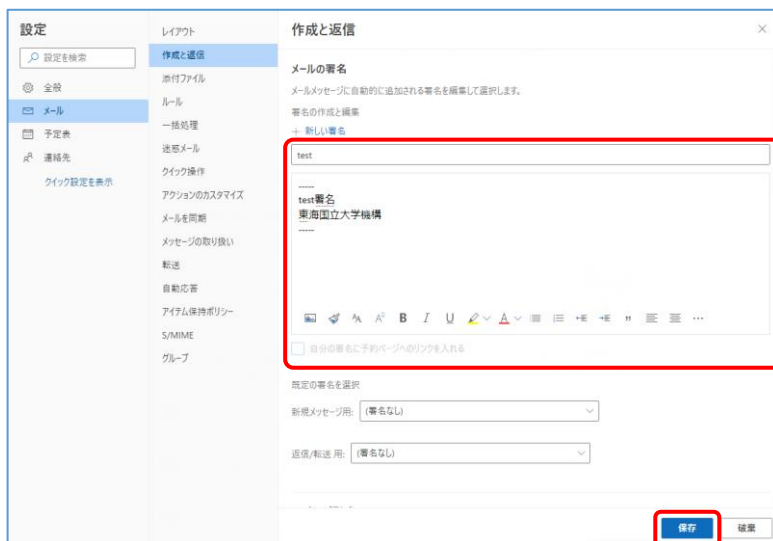 設定
設定を検索
全般
メール
予定表
連絡先
クイック設定を表示
レイアウト
作成と返信
添付ファイル
ルール
一括処理
迷惑メール
クイック操作
アクションのカスタマイズ
メールを同期
メッセージの取り扱い
転送
自動応答
アイテム保持ポリシー
S/MIME
グループ
作成と返信
メールの署名
メールメッセージに自動的に追加される署名を編集して選択します。
署名の作成と編集
+ 新しい署名
test
-----
test署名
東海国立大学機構
-----
自分の署名に予約ページへのリンクを入れる
既定の署名を選択
新規メッセージ用: (署名なし)
返信/転送 用: (署名なし)
保存
破棄